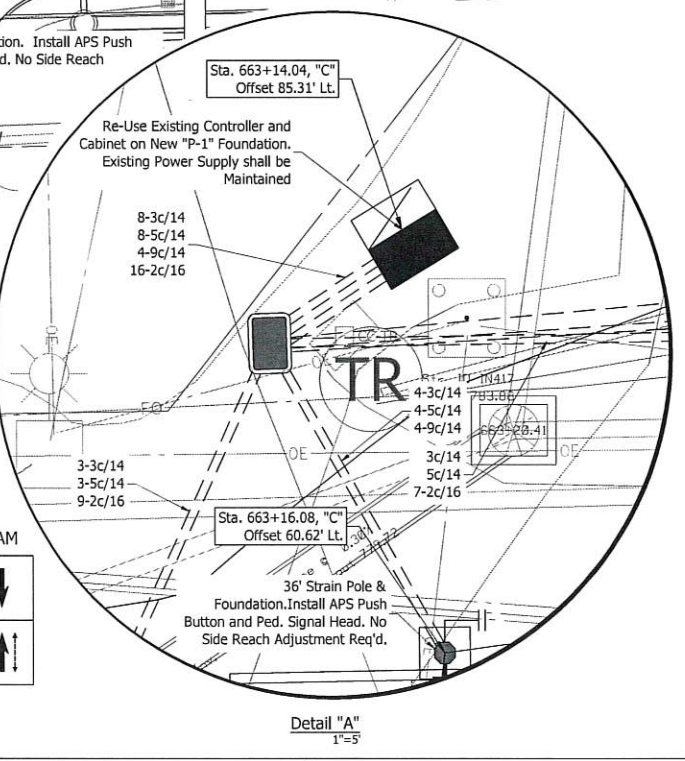 tion. Install APS Push
d. No Side Reach
Sta. 663+14.04, "C"
Offset 85.31' Lt.
Re-Use Existing Controller and
Cabinet on New "P-1" Foundation.
Existing Power Supply shall be
Maintained
8-3c/14
8-5c/14
4-9c/14
16-2c/16
TR
IN417
663+20.41
4-3c/14
4-5c/14
4-9c/14
3c/14
5c/14
7-2c/16
OE
OE
3-3c/14
3-5c/14
9-2c/16
Sta. 663+16.08, "C"
Offset 60.62' Lt.
36' Strain Pole &
Foundation.Install APS Push
Button and Ped. Signal Head. No
Side Reach Adjustment Req'd.
AM
Detail "A"
1"=5'